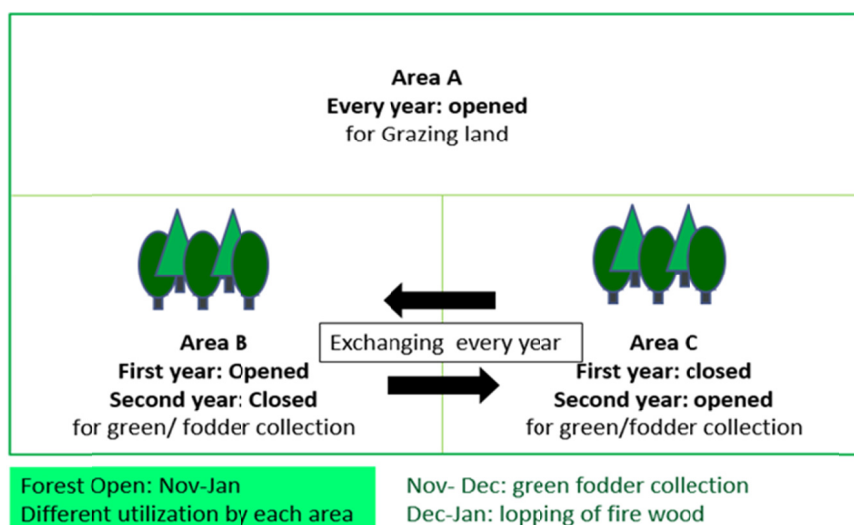 Area A
Every year: opened
for Grazing land
Exchanging every year
Area B
First year: Opened
Second year: Closed
for green/ fodder collection
Area C
First year: closed
Second year: opened
for green/fodder collection
Forest Open: Nov-Jan
Different utilization by each area
Nov- Dec: green fodder collection
Dec-Jan: lopping of fire wood